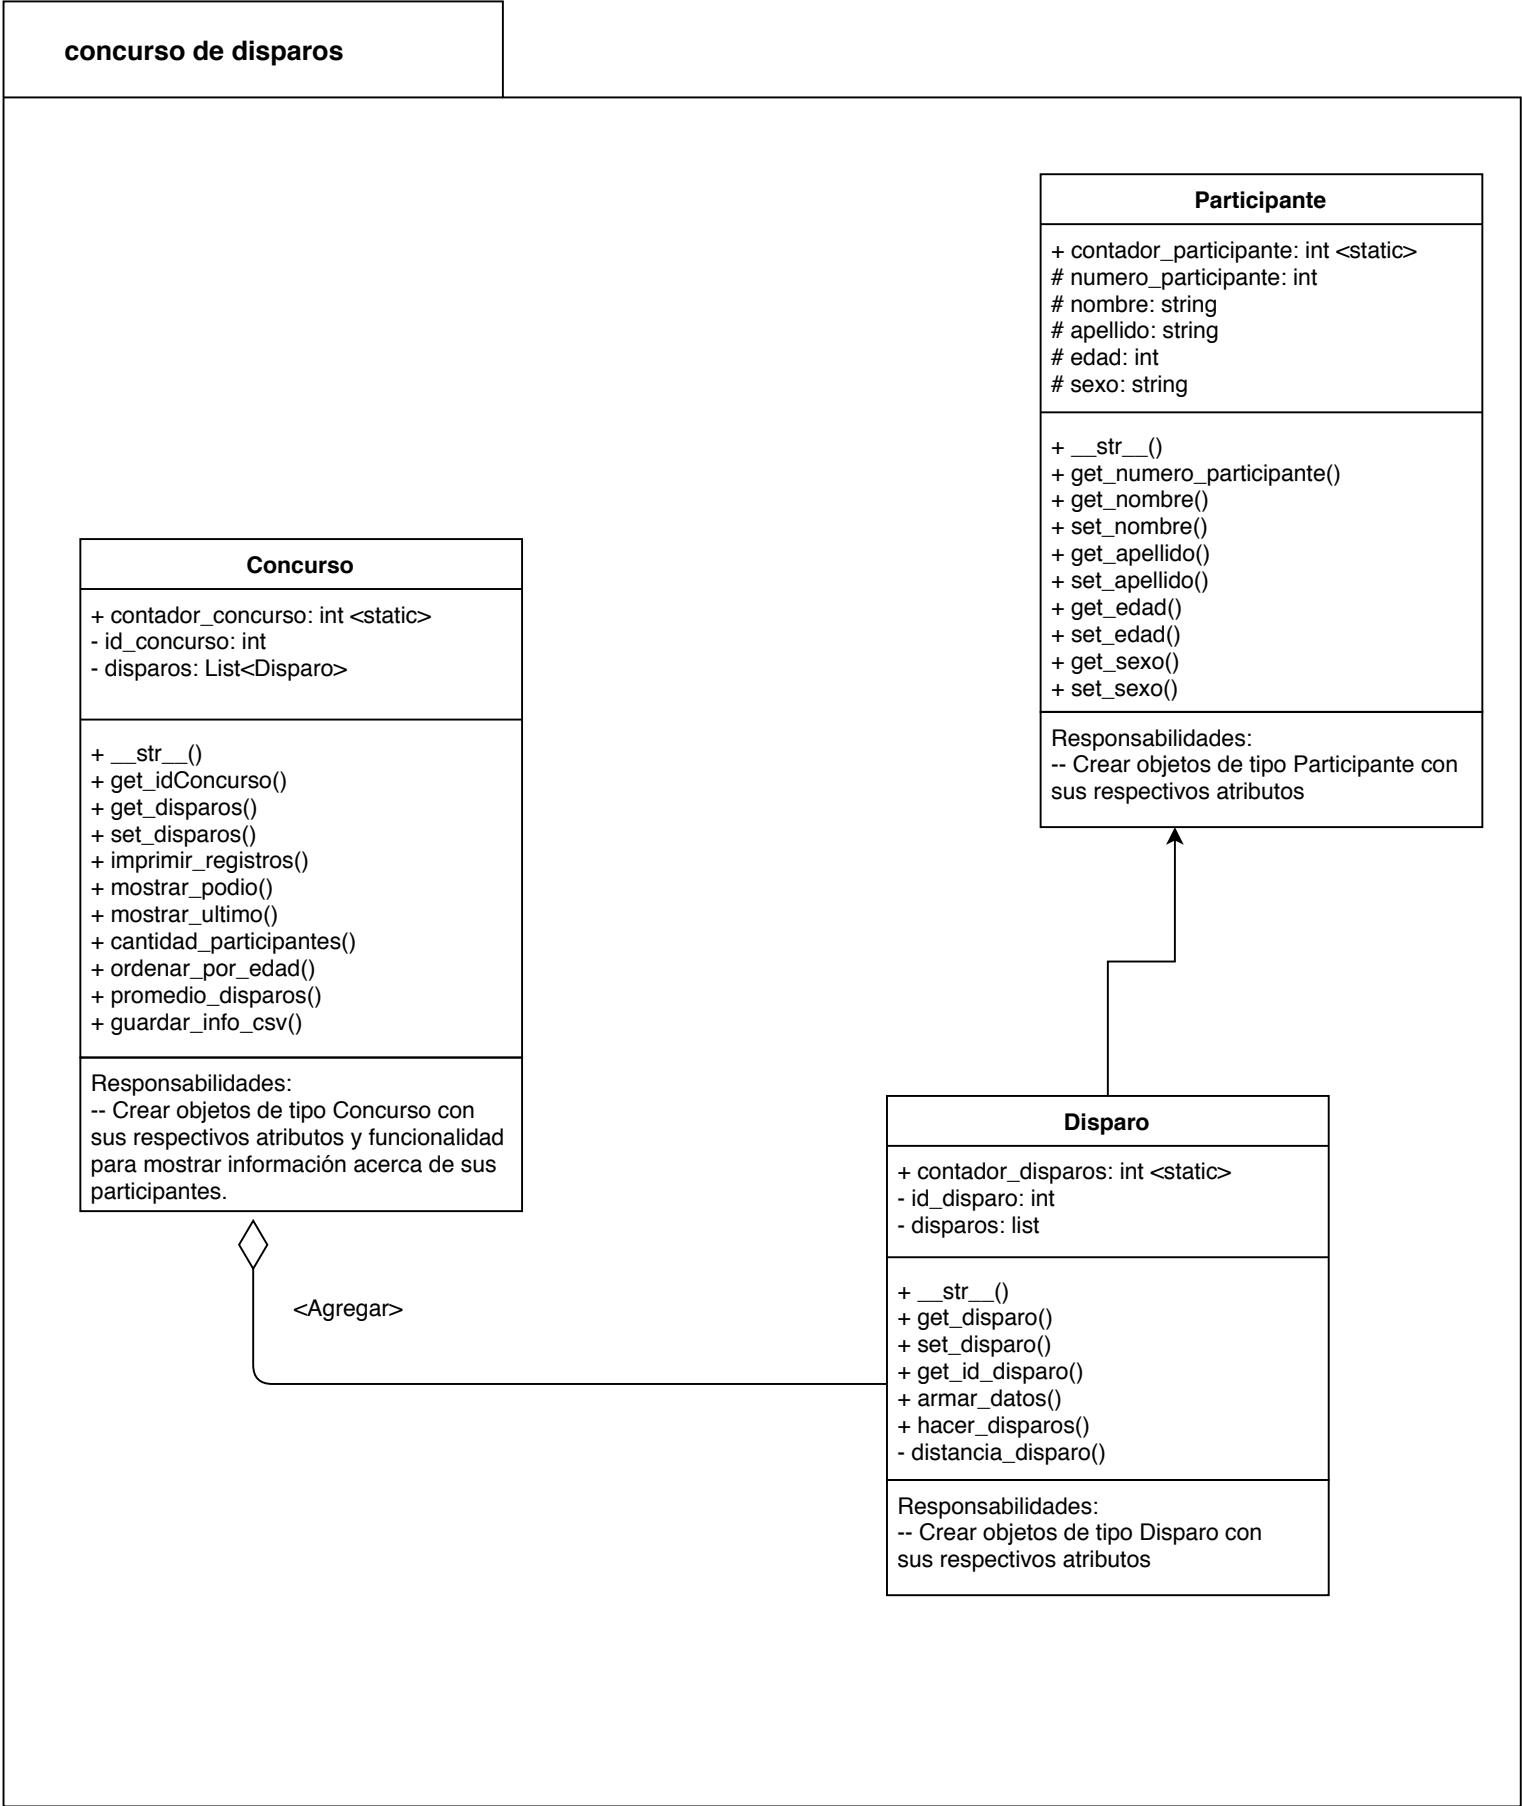 concurso de disparos
Participante
+ contador_participante: int <static>
# numero_participante: int
# nombre: string
# apellido: string
# edad: int
# sexo: string
+ __str__()
+ get_numero_participante()
+ get_nombre()
+ set_nombre()
+ get_apellido()
+ set_apellido()
+ get_edad()
+ set_edad()
+ get_sexo()
+ set_sexo()
Responsabilidades:
-- Crear objetos de tipo Participante con
sus respectivos atributos
Concurso
+ contador_concurso: int <static>
- id_concurso: int
- disparos: List<Disparo>
+ __str__()
+ get_idConcurso()
+ get_disparos()
+ set_disparos()
+ imprimir_registros()
+ mostrar_podio()
+ mostrar_ultimo()
+ cantidad_participantes()
+ ordenar_por_edad()
+ promedio_disparos()
+ guardar_info_csv()
Responsabilidades:
-- Crear objetos de tipo Concurso con
sus respectivos atributos y funcionalidad
para mostrar información acerca de sus
participantes.
<Agregar>
Disparo
+ contador_disparos: int <static>
- id_disparo: int
- disparos: list
+ __str__()
+ get_disparo()
+ set_disparo()
+ get_id_disparo()
+ armar_datos()
+ hacer_disparos()
- distancia_disparo()
Responsabilidades:
-- Crear objetos de tipo Disparo con
sus respectivos atributos